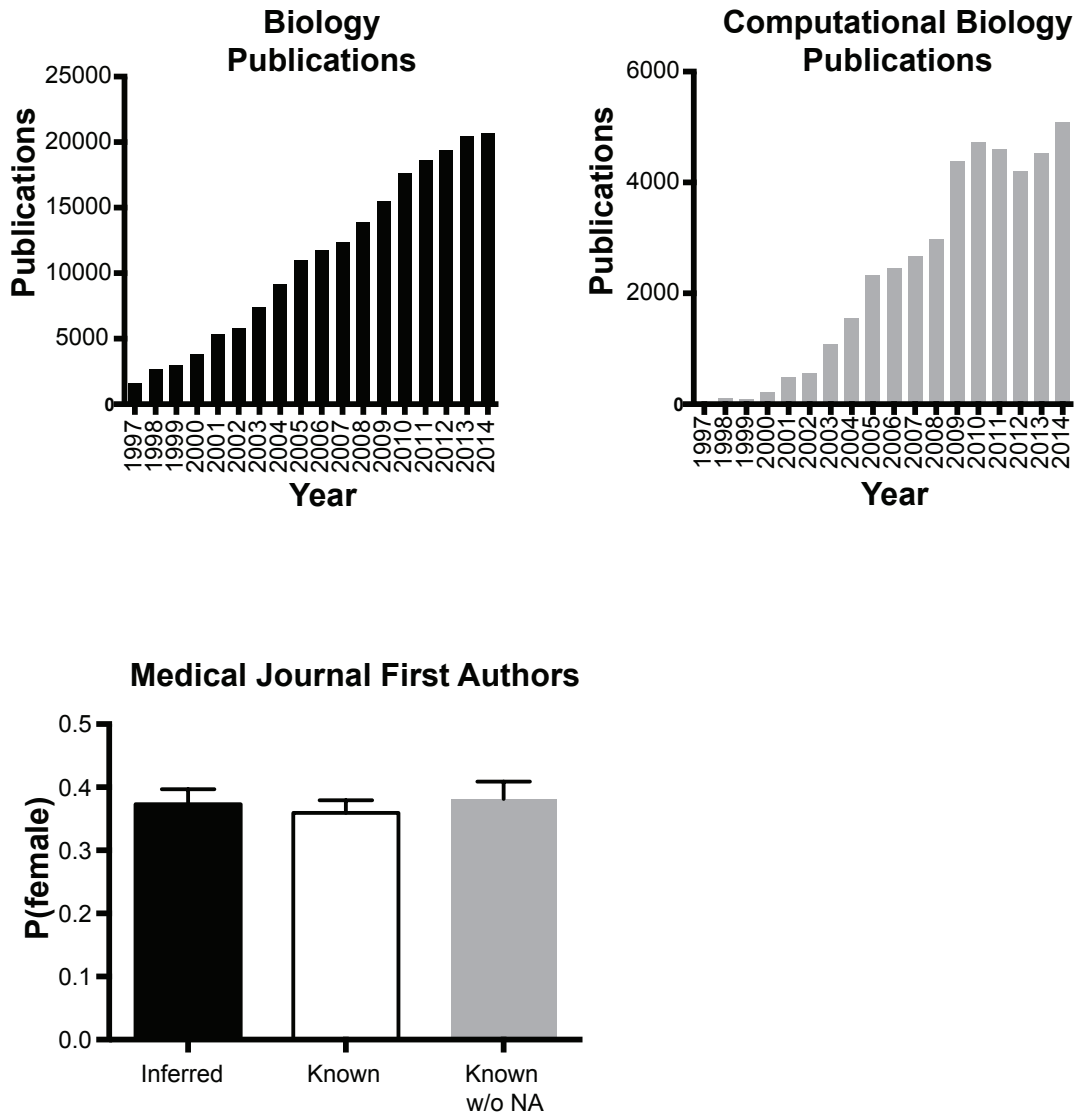 Biology
Publications
25000
20000
15000
10000
5000
0
Publications
1997 1998 1999 2000 2001 2002 2003 2004 2005 2006 2007 2008 2009 2010 2011 2012 2013 2014
Year
Computational Biology
Publications
6000
4000
2000
0
Publications
1997 1998 1999 2000 2001 2002 2003 2004 2005 2006 2007 2008 2009 2010 2011 2012 2013 2014
Year
Medical Journal First Authors
0.5
0.4
0.3
0.2
0.1
0.0
P(female)
Inferred Known Known
w/o NA